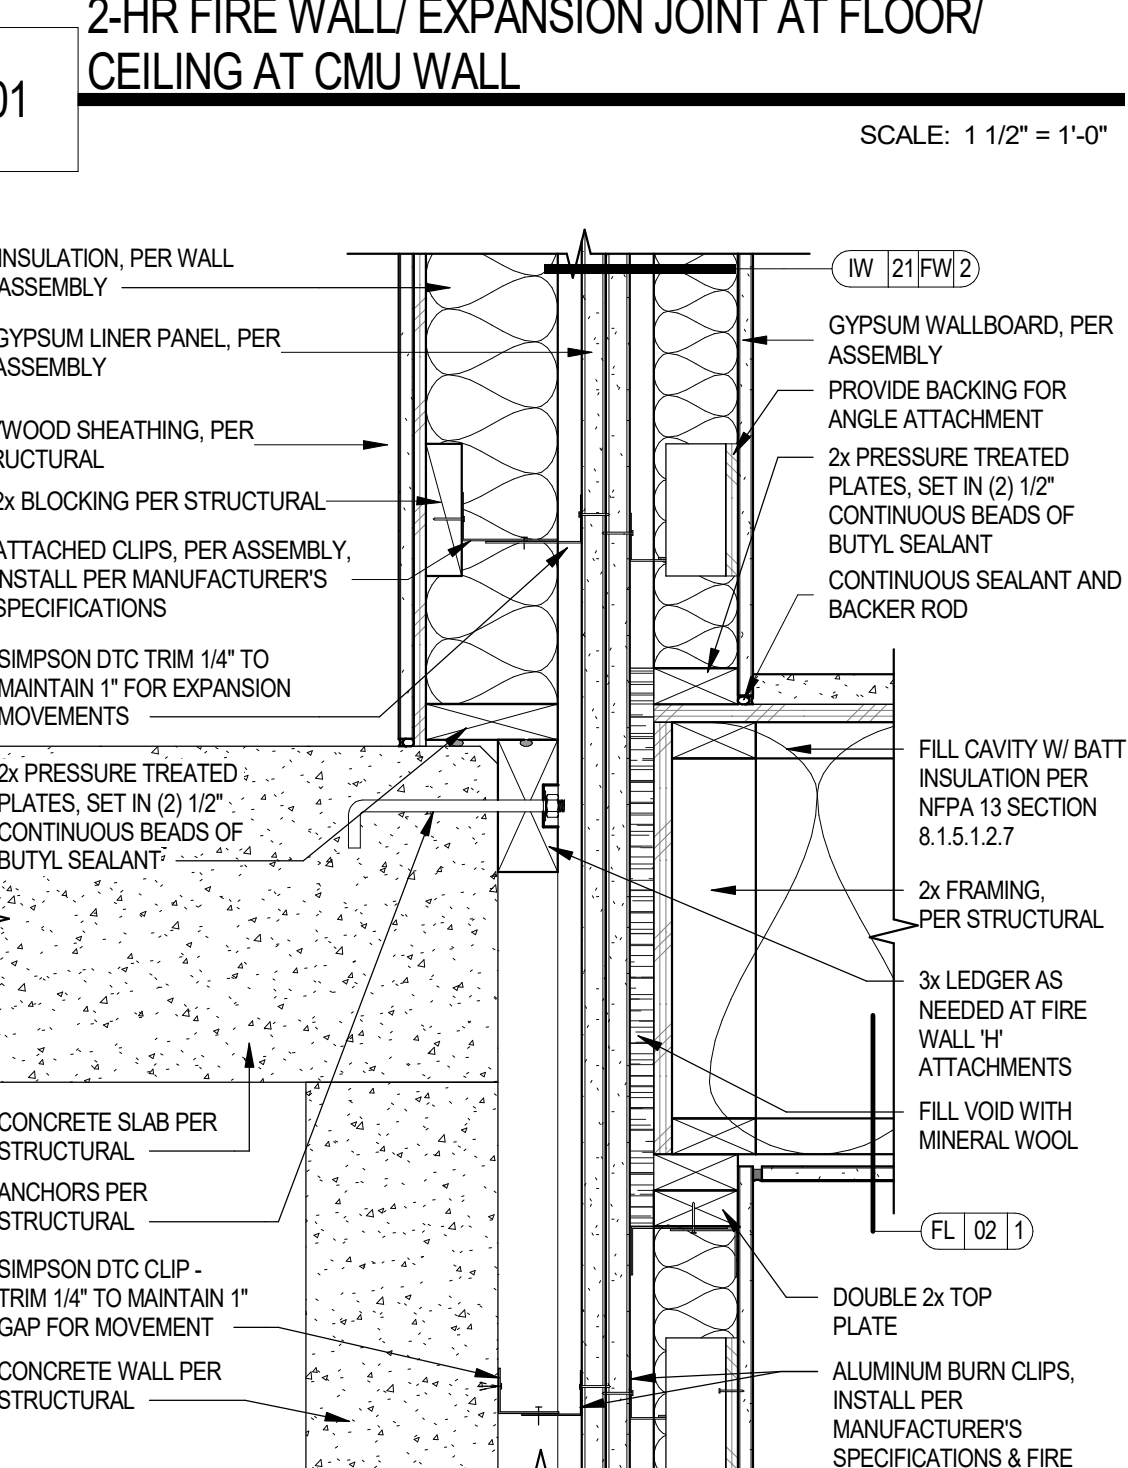 2-HR FIRE WALL/ EXPANSION JOINT AT FLOOR/
CEILING AT CMU WALL
01
SCALE: 1 1/2" = 1'-0"
INSULATION, PER WALL
ASSEMBLY
GYPSUM LINER PANEL, PER
ASSEMBLY
YWOOD SHEATHING, PER
RUCTURAL
2x BLOCKING PER STRUCTURAL
ATTACHED CLIPS, PER ASSEMBLY,
INSTALL PER MANUFACTURER'S
SPECIFICATIONS
SIMPSON DTC TRIM 1/4" TO
MAINTAIN 1" FOR EXPANSION
MOVEMENTS
2x PRESSURE TREATED
PLATES, SET IN (2) 1/2"
CONTINUOUS BEADS OF
BUTYL SEALANT
CONCRETE SLAB PER
STRUCTURAL
ANCHORS PER
STRUCTURAL
SIMPSON DTC CLIP -
TRIM 1/4" TO MAINTAIN 1"
GAP FOR MOVEMENT
CONCRETE WALL PER
STRUCTURAL
IW 21 FW 2
GYPSUM WALLBOARD, PER
ASSEMBLY
PROVIDE BACKING FOR
ANGLE ATTACHMENT
2x PRESSURE TREATED
PLATES, SET IN (2) 1/2"
CONTINUOUS BEADS OF
BUTYL SEALANT
CONTINUOUS SEALANT AND
BACKER ROD
FILL CAVITY W/ BATT
INSULATION PER
NFPA 13 SECTION
8.1.5.1.2.7
2x FRAMING,
PER STRUCTURAL
3x LEDGER AS
NEEDED AT FIRE
WALL 'H'
ATTACHMENTS
FILL VOID WITH
MINERAL WOOL
FL 02 1
DOUBLE 2x TOP
PLATE
ALUMINUM BURN CLIPS,
INSTALL PER
MANUFACTURER'S
SPECIFICATIONS & FIRE